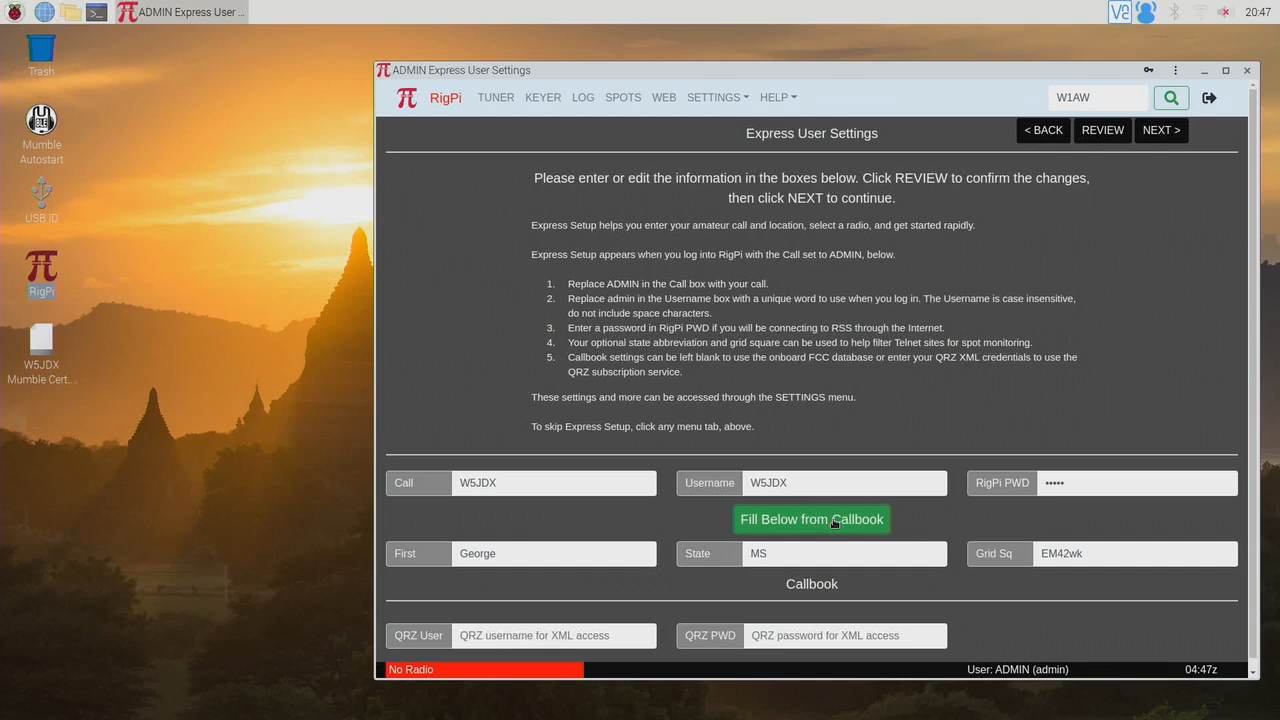 ADMIN Express User ...
20:47
Trash
Mumble
Autostart
USB ID
RigPi
W5JDX
Mumble Cert....
ADMIN Express User Settings
RigPi TUNER KEYER LOG SPOTS WEB SETTINGS HELP W1AW
Express User Settings
< BACK REVIEW NEXT >
Please enter or edit the information in the boxes below. Click REVIEW to confirm the changes,
then click NEXT to continue.
Express Setup helps you enter your amateur call and location, select a radio, and get started rapidly.
Express Setup appears when you log into RigPi with the Call set to ADMIN, below.
1. Replace ADMIN in the Call box with your call.
2. Replace admin in the Username box with a unique word to use when you log in. The Username is case insensitive,
do not include space characters.
3. Enter a password in RigPi PWD if you will be connecting to RSS through the Internet.
4. Your optional state abbreviation and grid square can be used to help filter Telnet sites for spot monitoring.
5. Callbook settings can be left blank to use the onboard FCC database or enter your QRZ XML credentials to use the
QRZ subscription service.
These settings and more can be accessed through the SETTINGS menu.
To skip Express Setup, click any menu tab, above.
Call W5JDX Username W5JDX RigPi PWD •••••
Fill Below from Callbook
First George State MS Grid Sq EM42wk
Callbook
QRZ User QRZ username for XML access QRZ PWD QRZ password for XML access
No Radio User: ADMIN (admin) 04:47z